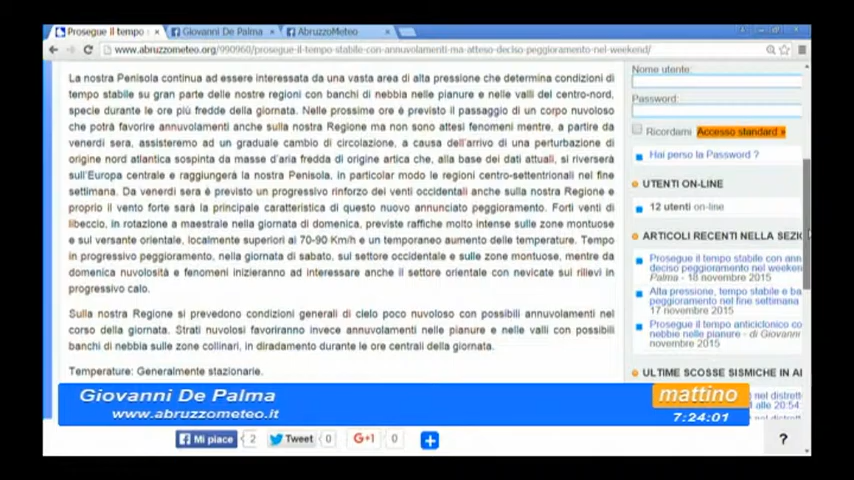 Prosegue il tempo
Giovanni De Palma
AbruzzoMeteo
www.abruzzometeo.org/990960/prosegue-il-tempo-stabile-con-annuvolamenti-ma-atteso-deciso-peggioramento-nel-weekend/
La nostra Penisola continua ad essere interessata da una vasta area di alta pressione che determina condizioni di
tempo stabile su gran parte delle nostre regioni con banchi di nebbia nelle pianure e nelle valli del centro-nord,
specie durante le ore più fredde della giornata. Nelle prossime ore è previsto il passaggio di un corpo nuvoloso
che potrà favorire annuvolamenti anche sulla nostra Regione ma non sono attesi fenomeni mentre, a partire da
venerdì sera, assisteremo ad un graduale cambio di circolazione, a causa dell'arrivo di una perturbazione di
origine nord atlantica sospinta da masse d'aria fredda di origine artica che, alla base dei dati attuali, si riverserà
sull'Europa centrale e raggiungerà la nostra Penisola, in particolar modo le regioni centro-settentrionali nel fine
settimana. Da venerdì sera è previsto un progressivo rinforzo dei venti occidentali anche sulla nostra Regione e
proprio il vento forte sarà la principale caratteristica di questo nuovo annunciato peggioramento. Forti venti di
libeccio, in rotazione a maestrale nella giornata di domenica, previste raffiche molto intense sulle zone montuose
e sul versante orientale, localmente superiori ai 70-90 Km/h e un temporaneo aumento delle temperature. Tempo
in progressivo peggioramento, nella giornata di sabato, sul settore occidentale e sulle zone montuose, mentre da
domenica nuvolosità e fenomeni inizieranno ad interessare anche il settore orientale con nevicate sui rilievi in
progressivo calo.
Sulla nostra Regione si prevedono condizioni generali di cielo poco nuvoloso con possibili annuvolamenti nel
corso della giornata. Strati nuvolosi favoriranno invece annuvolamenti nelle pianure e nelle valli con possibili
banchi di nebbia sulle zone collinari, in diradamento durante le ore centrali della giornata.
Temperature: Generalmente stazionarie.
Nome utente:
Password:
Ricordami Accesso standard »
Hai perso la Password ?
UTENTI ON-LINE
12 utenti on-line
ARTICOLI RECENTI NELLA SEZIO
Prosegue il tempo stabile con ann
deciso peggioramento nel weeken
Palma - 18 novembre 2015
Alta pressione, tempo stabile e ba
peggioramento nel fine settimana
17 novembre 2015
Prosegue il tempo anticiclonico co
nebbie nelle pianure - di Giovanni
novembre 2015
ULTIME SCOSSE SISMICHE IN AB
nel distrett
alle 20:54
Giovanni De Palma
www.abruzzometeo.it
mattino
7:24:01
Mi piace 2
Tweet 0
G+1 0
?